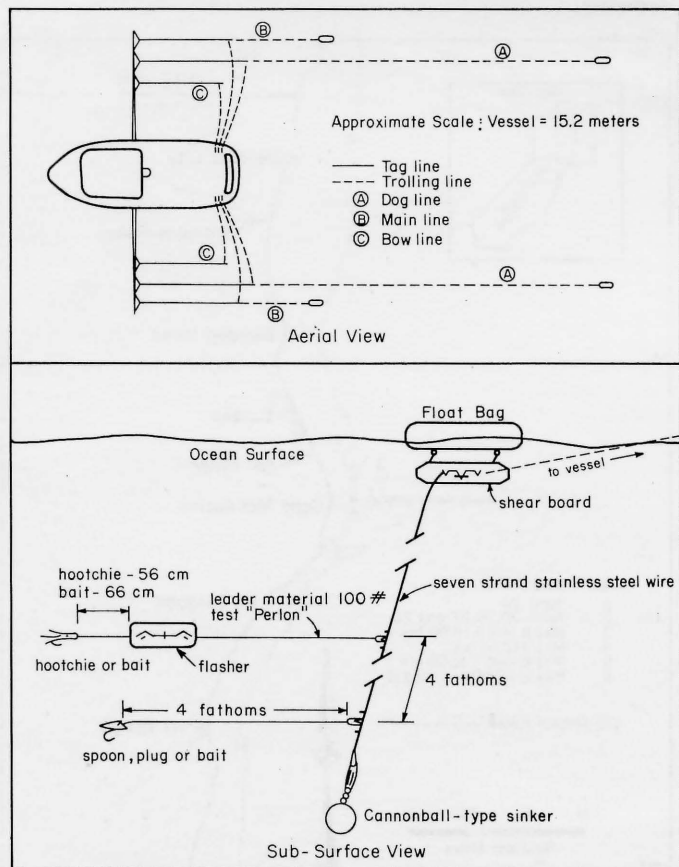 B
A
C
Approximate Scale : Vessel = 15.2 meters
Tag line
Trolling line
A Dog line
B Main line
C Bow line
C
A
B
Aerial View
Float Bag
Ocean Surface
to vessel
shear board
hootchie - 56 cm
bait - 66 cm
seven strand stainless steel wire
leader material 100 #
test "Perlon"
hootchie or bait
flasher
4 fathoms
4 fathoms
spoon, plug or bait
Cannonball-type sinker
Sub-Surface View